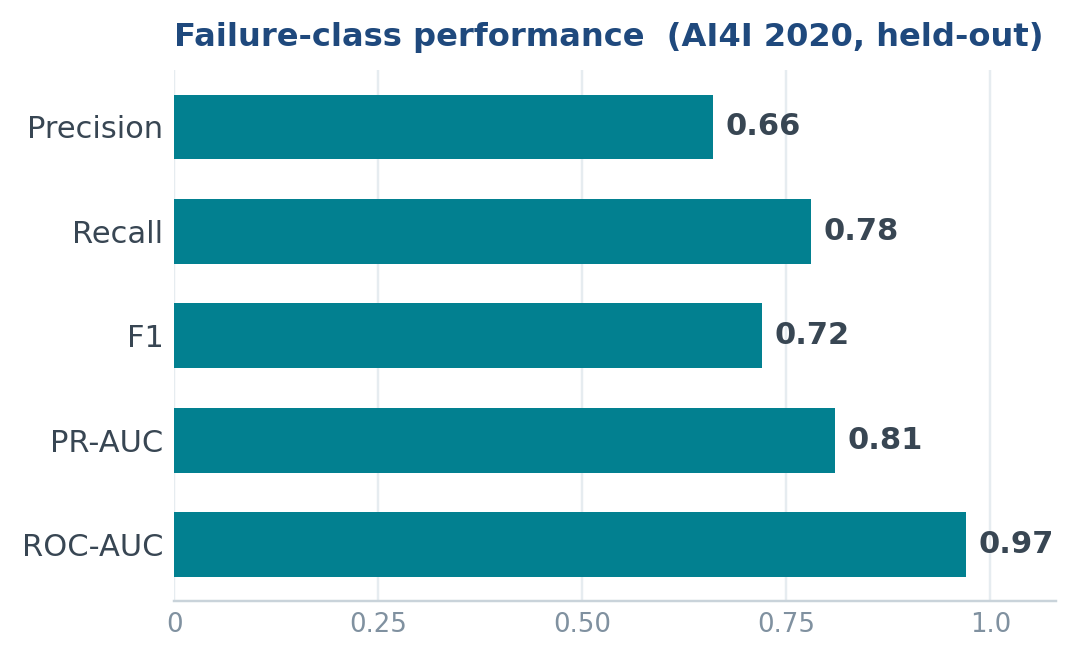 Failure-class performance  (AI4I 2020, held-out)
Precision 0.66
Recall 0.78
F1 0.72
PR-AUC 0.81
ROC-AUC 0.97
0 0.25 0.50 0.75 1.0